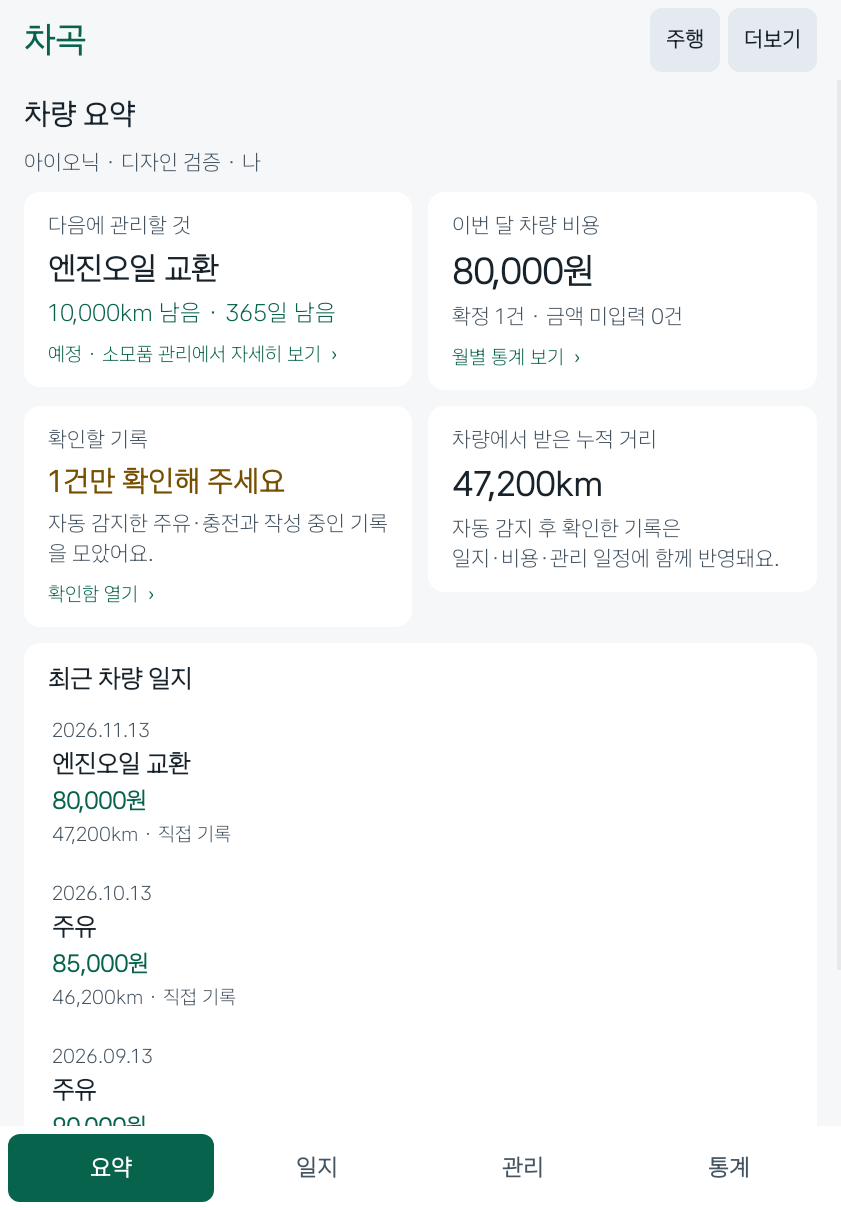 차곡
주행
더보기
차량 요약
아이오닉 · 디자인 검증 · 나
다음에 관리할 것
엔진오일 교환
10,000km 남음 · 365일 남음
예정 · 소모품 관리에서 자세히 보기 ›
이번 달 차량 비용
80,000원
확정 1건 · 금액 미입력 0건
월별 통계 보기 ›
확인할 기록
1건만 확인해 주세요
자동 감지한 주유·충전과 작성 중인 기록
을 모았어요.
확인함 열기 ›
차량에서 받은 누적 거리
47,200km
자동 감지 후 확인한 기록은
일지·비용·관리 일정에 함께 반영돼요.
최근 차량 일지
2026.11.13
엔진오일 교환
80,000원
47,200km · 직접 기록
2026.10.13
주유
85,000원
46,200km · 직접 기록
2026.09.13
주유
요약
일지
관리
통계